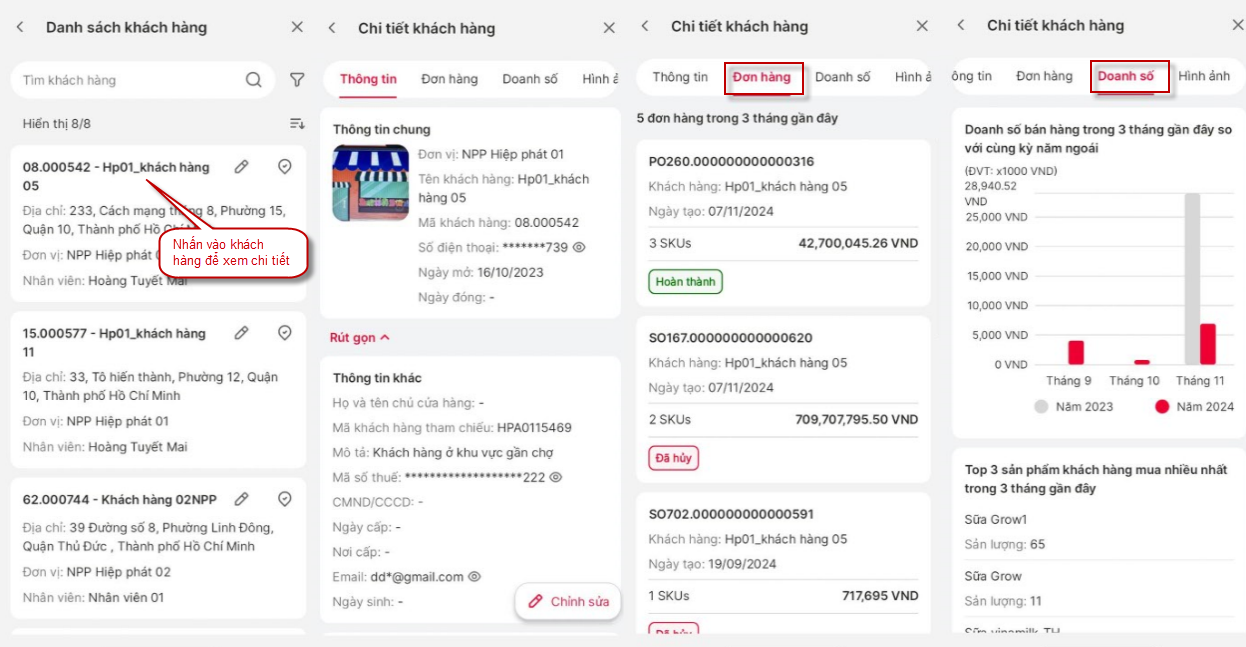 Danh sách khách hàng
Tìm khách hàng
Hiển thị 8/8
08.000542 - Hp01_khách hàng
05
Địa chỉ: 233, Cách mạng tháng 8, Phường 15,
Quận 10, Thành phố Hồ Chí
Đơn vị: NPP Hiệp phát
Nhân viên: Hoàng Tuyết Mai
Nhấn vào khách
hàng để xem chi tiết
15.000577 - Hp01_khách hàng
11
Địa chỉ: 33, Tô hiến thành, Phường 12, Quận
10, Thành phố Hồ Chí Minh
Đơn vị: NPP Hiệp phát 01
Nhân viên: Hoàng Tuyết Mai
62.000744 - Khách hàng 02NPP
Địa chỉ: 39 Đường số 8, Phường Linh Đông,
Quận Thủ Đức , Thành phố Hồ Chí Minh
Đơn vị: NPP Hiệp phát 02
Nhân viên: Nhân viên 01
Chi tiết khách hàng
Thông tin Đơn hàng Doanh số Hình ả
Thông tin chung
Đơn vị: NPP Hiệp phát 01
Tên khách hàng: Hp01_khách
hàng 05
Mã khách hàng: 08.000542
Số điện thoại: *******739
Ngày mở: 16/10/2023
Ngày đóng: -
Rút gọn
Thông tin khác
Họ và tên chủ cửa hàng: -
Mã khách hàng tham chiếu: HPA0115469
Mô tả: Khách hàng ở khu vực gần chợ
Mã số thuế: ********************222
CMND/CCCD: -
Ngày cấp: -
Nơi cấp: -
Email: dd*@gmail.com
Ngày sinh: -
Chỉnh sửa
Chi tiết khách hàng
Thông tin Đơn hàng Doanh số Hình ả
5 đơn hàng trong 3 tháng gần đây
PO260.000000000000316
Khách hàng: Hp01_khách hàng 05
Ngày tạo: 07/11/2024
3 SKUs 42,700,045.26 VND
Hoàn thành
SO167.000000000000620
Khách hàng: Hp01_khách hàng 05
Ngày tạo: 07/11/2024
2 SKUs 709,707,795.50 VND
Đã hủy
SO702.000000000000591
Khách hàng: Hp01_khách hàng 05
Ngày tạo: 19/09/2024
1 SKUs 717,695 VND
Đã hủy
Chi tiết khách hàng
ông tin Đơn hàng Doanh số Hình ảnh
Doanh số bán hàng trong 3 tháng gần đây so
với cùng kỳ năm ngoái
(ĐVT: x1000 VND)
28,940.52
VND
25,000 VND
20,000 VND
15,000 VND
10,000 VND
5,000 VND
0 VND
Tháng 9 Tháng 10 Tháng 11
Năm 2023 Năm 2024
Top 3 sản phẩm khách hàng mua nhiều nhất
trong 3 tháng gần đây
Sữa Grow1
Sản lượng: 65
Sữa Grow
Sản lượng: 11
Sữa vinamilk_TH